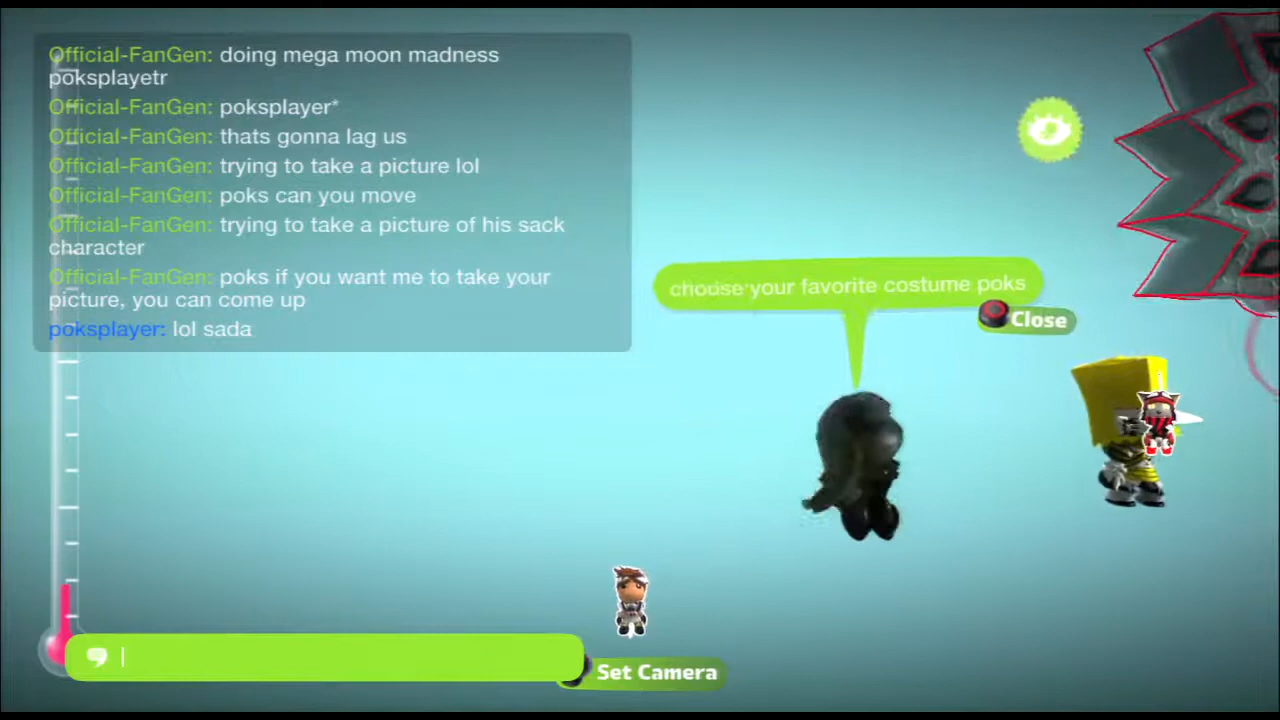 Official-FanGen: doing mega moon madness
poksplayetr
Official-FanGen: poksplayer*
Official-FanGen: thats gonna lag us
Official-FanGen: trying to take a picture lol
Official-FanGen: poks can you move
Official-FanGen: trying to take a picture of his sack
character
Official-FanGen: poks if you want me to take your
picture, you can come up
poksplayer: lol sada
choose your favorite costume poks
Close
Set Camera